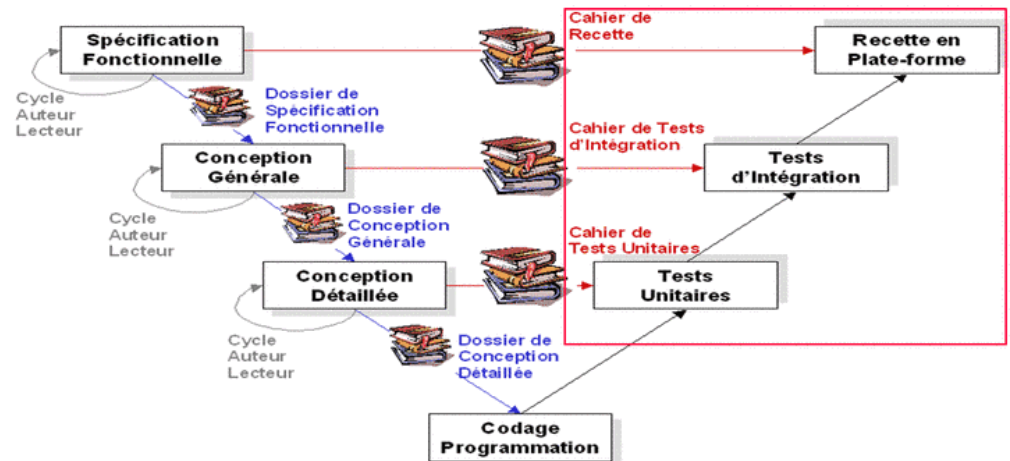 Spécification
Fonctionnelle
Cahier de
Recette
Recette en
Plate-forme
Cycle
Auteur
Lecteur
Dossier de
Spécification
Fonctionnelle
Conception
Générale
Cahier de Tests
d'Intégration
Tests
d'Intégration
Cycle
Auteur
Lecteur
Dossier de
Conception
Générale
Conception
Détaillée
Cahier de
Tests Unitaires
Tests
Unitaires
Cycle
Auteur
Lecteur
Dossier de
Conception
Détaillée
Codage
Programmation